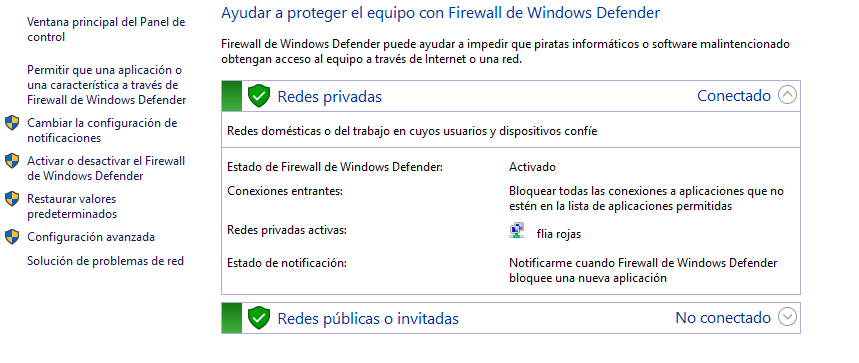 Ventana principal del Panel de
control
Permitir que una aplicación o
una característica a través de
Firewall de Windows Defender
Cambiar la configuración de
notificaciones
Activar o desactivar el Firewall
de Windows Defender
Restaurar valores
predeterminados
Configuración avanzada
Solución de problemas de red
Ayudar a proteger el equipo con Firewall de Windows Defender
Firewall de Windows Defender puede ayudar a impedir que piratas informáticos o software malintencionado
obtengan acceso al equipo a través de Internet o una red.
Redes privadas Conectado
Redes domésticas o del trabajo en cuyos usuarios y dispositivos confíe
Estado de Firewall de Windows Defender: Activado
Conexiones entrantes: Bloquear todas las conexiones a aplicaciones que no
estén en la lista de aplicaciones permitidas
Redes privadas activas: flia rojas
Estado de notificación: Notificarme cuando Firewall de Windows Defender
bloquee una nueva aplicación
Redes públicas o invitadas No conectado